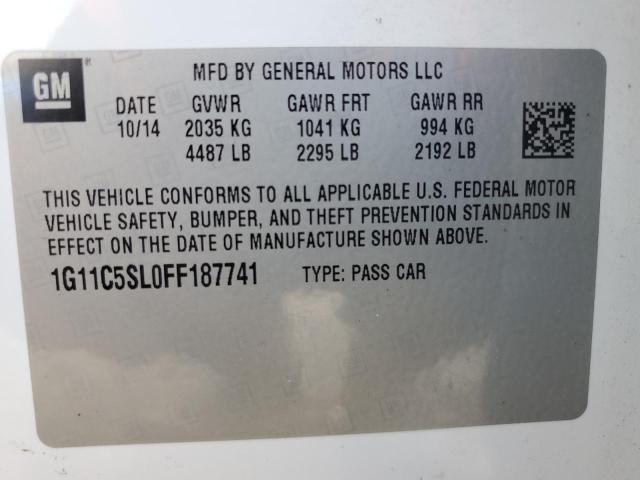 GM®
MFD BY GENERAL MOTORS LLC
DATE GVWR GAWR FRT GAWR RR
10/14 2035 KG 1041 KG 994 KG
4487 LB 2295 LB 2192 LB
THIS VEHICLE CONFORMS TO ALL APPLICABLE U.S. FEDERAL MOTOR
VEHICLE SAFETY, BUMPER, AND THEFT PREVENTION STANDARDS IN
EFFECT ON THE DATE OF MANUFACTURE SHOWN ABOVE.
1G11C5SL0FF187741 TYPE: PASS CAR